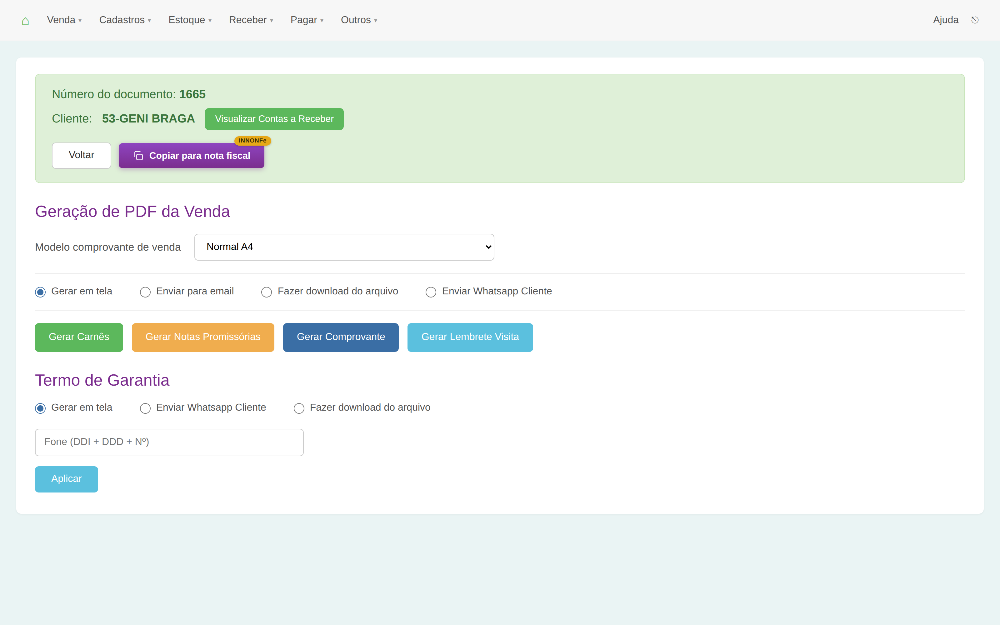 Venda Cadastros Estoque Receber Pagar Outros Ajuda
Número do documento: 1665
Cliente: 53-GENI BRAGA Visualizar Contas a Receber
INNONFe
Voltar Copiar para nota fiscal
Geração de PDF da Venda
Modelo comprovante de venda Normal A4
Gerar em tela Enviar para email Fazer download do arquivo Enviar Whatsapp Cliente
Gerar Carnês Gerar Notas Promissórias Gerar Comprovante Gerar Lembrete Visita
Termo de Garantia
Gerar em tela Enviar Whatsapp Cliente Fazer download do arquivo
Fone (DDI + DDD + Nº)
Aplicar